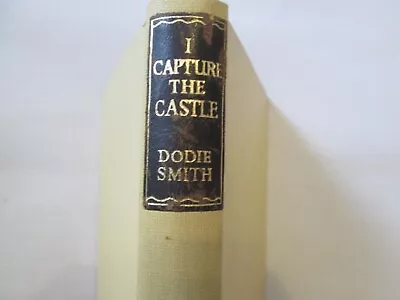 I
CAPTURE
THE
CASTLE
DODIE
SMITH